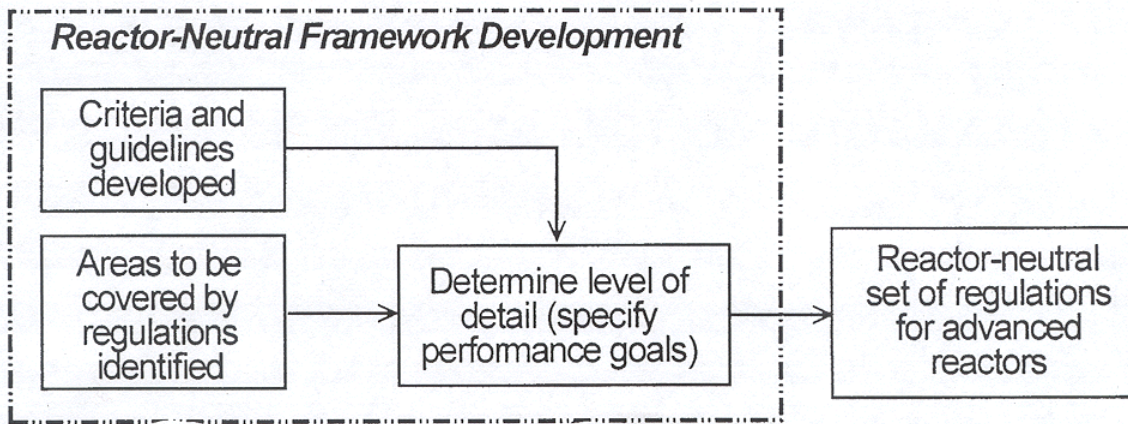 Reactor-Neutral Framework Development
Criteria and
guidelines
developed
Areas to be
covered by
regulations
identified
Determine level of
detail (specify
performance goals)
Reactor-neutral
set of regulations
for advanced
reactors